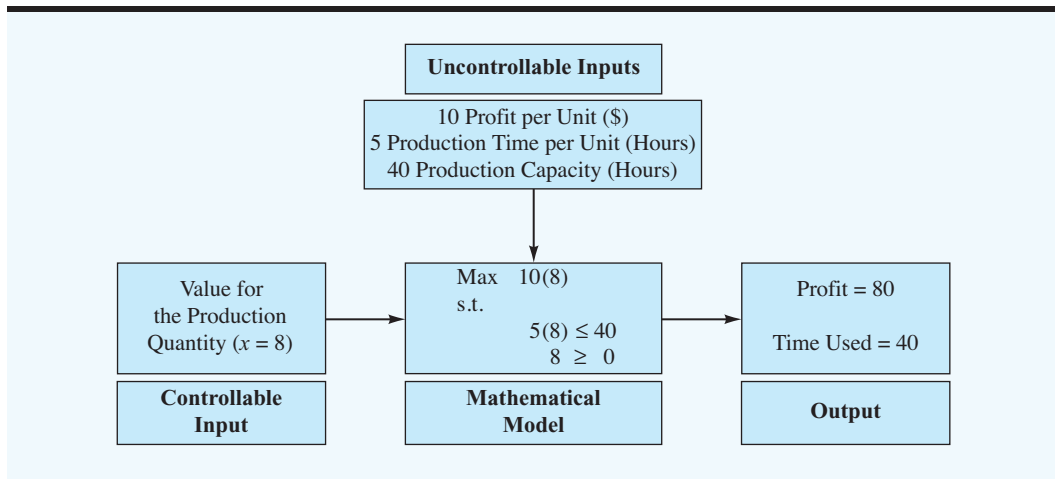 Uncontrollable Inputs
10 Profit per Unit ($)
5 Production Time per Unit (Hours)
40 Production Capacity (Hours)
Value for
the Production
Quantity (x = 8)
Controllable
Input
Max 10(8)
s.t.
5(8) ≤ 40
8 ≥ 0
Mathematical
Model
Profit = 80
Time Used = 40
Output